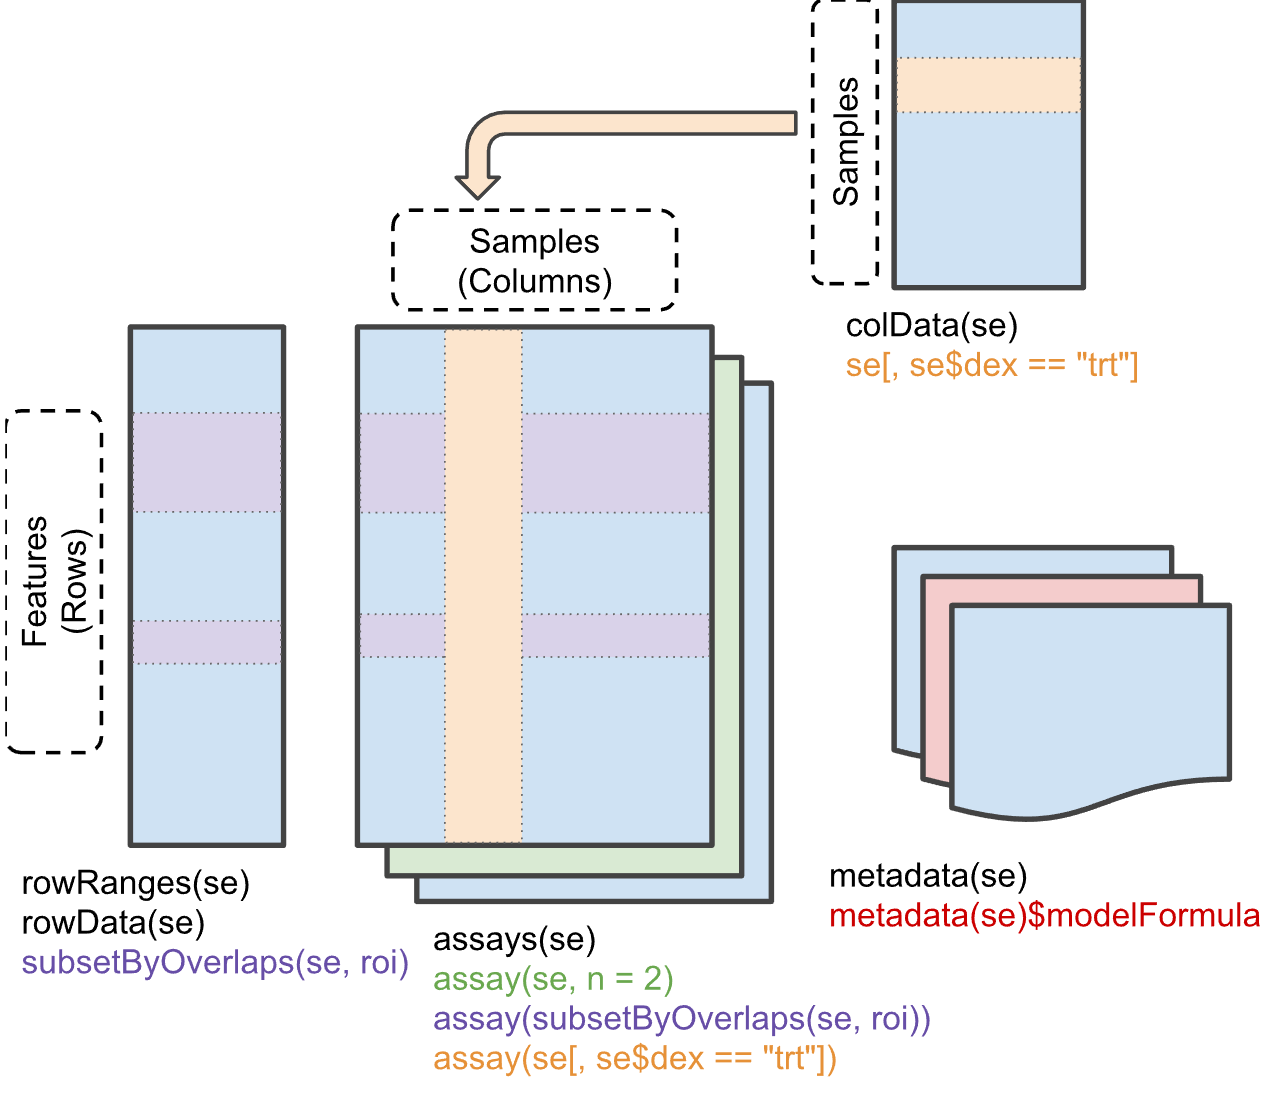 Samples
Samples
(Columns)
colData(se)
se[, se$dex == "trt"]
Features
(Rows)
rowRanges(se)
rowData(se)
subsetByOverlaps(se, roi)
assays(se)
assay(se, n = 2)
assay(subsetByOverlaps(se, roi))
assay(se[, se$dex == "trt"])
metadata(se)
metadata(se)$modelFormula